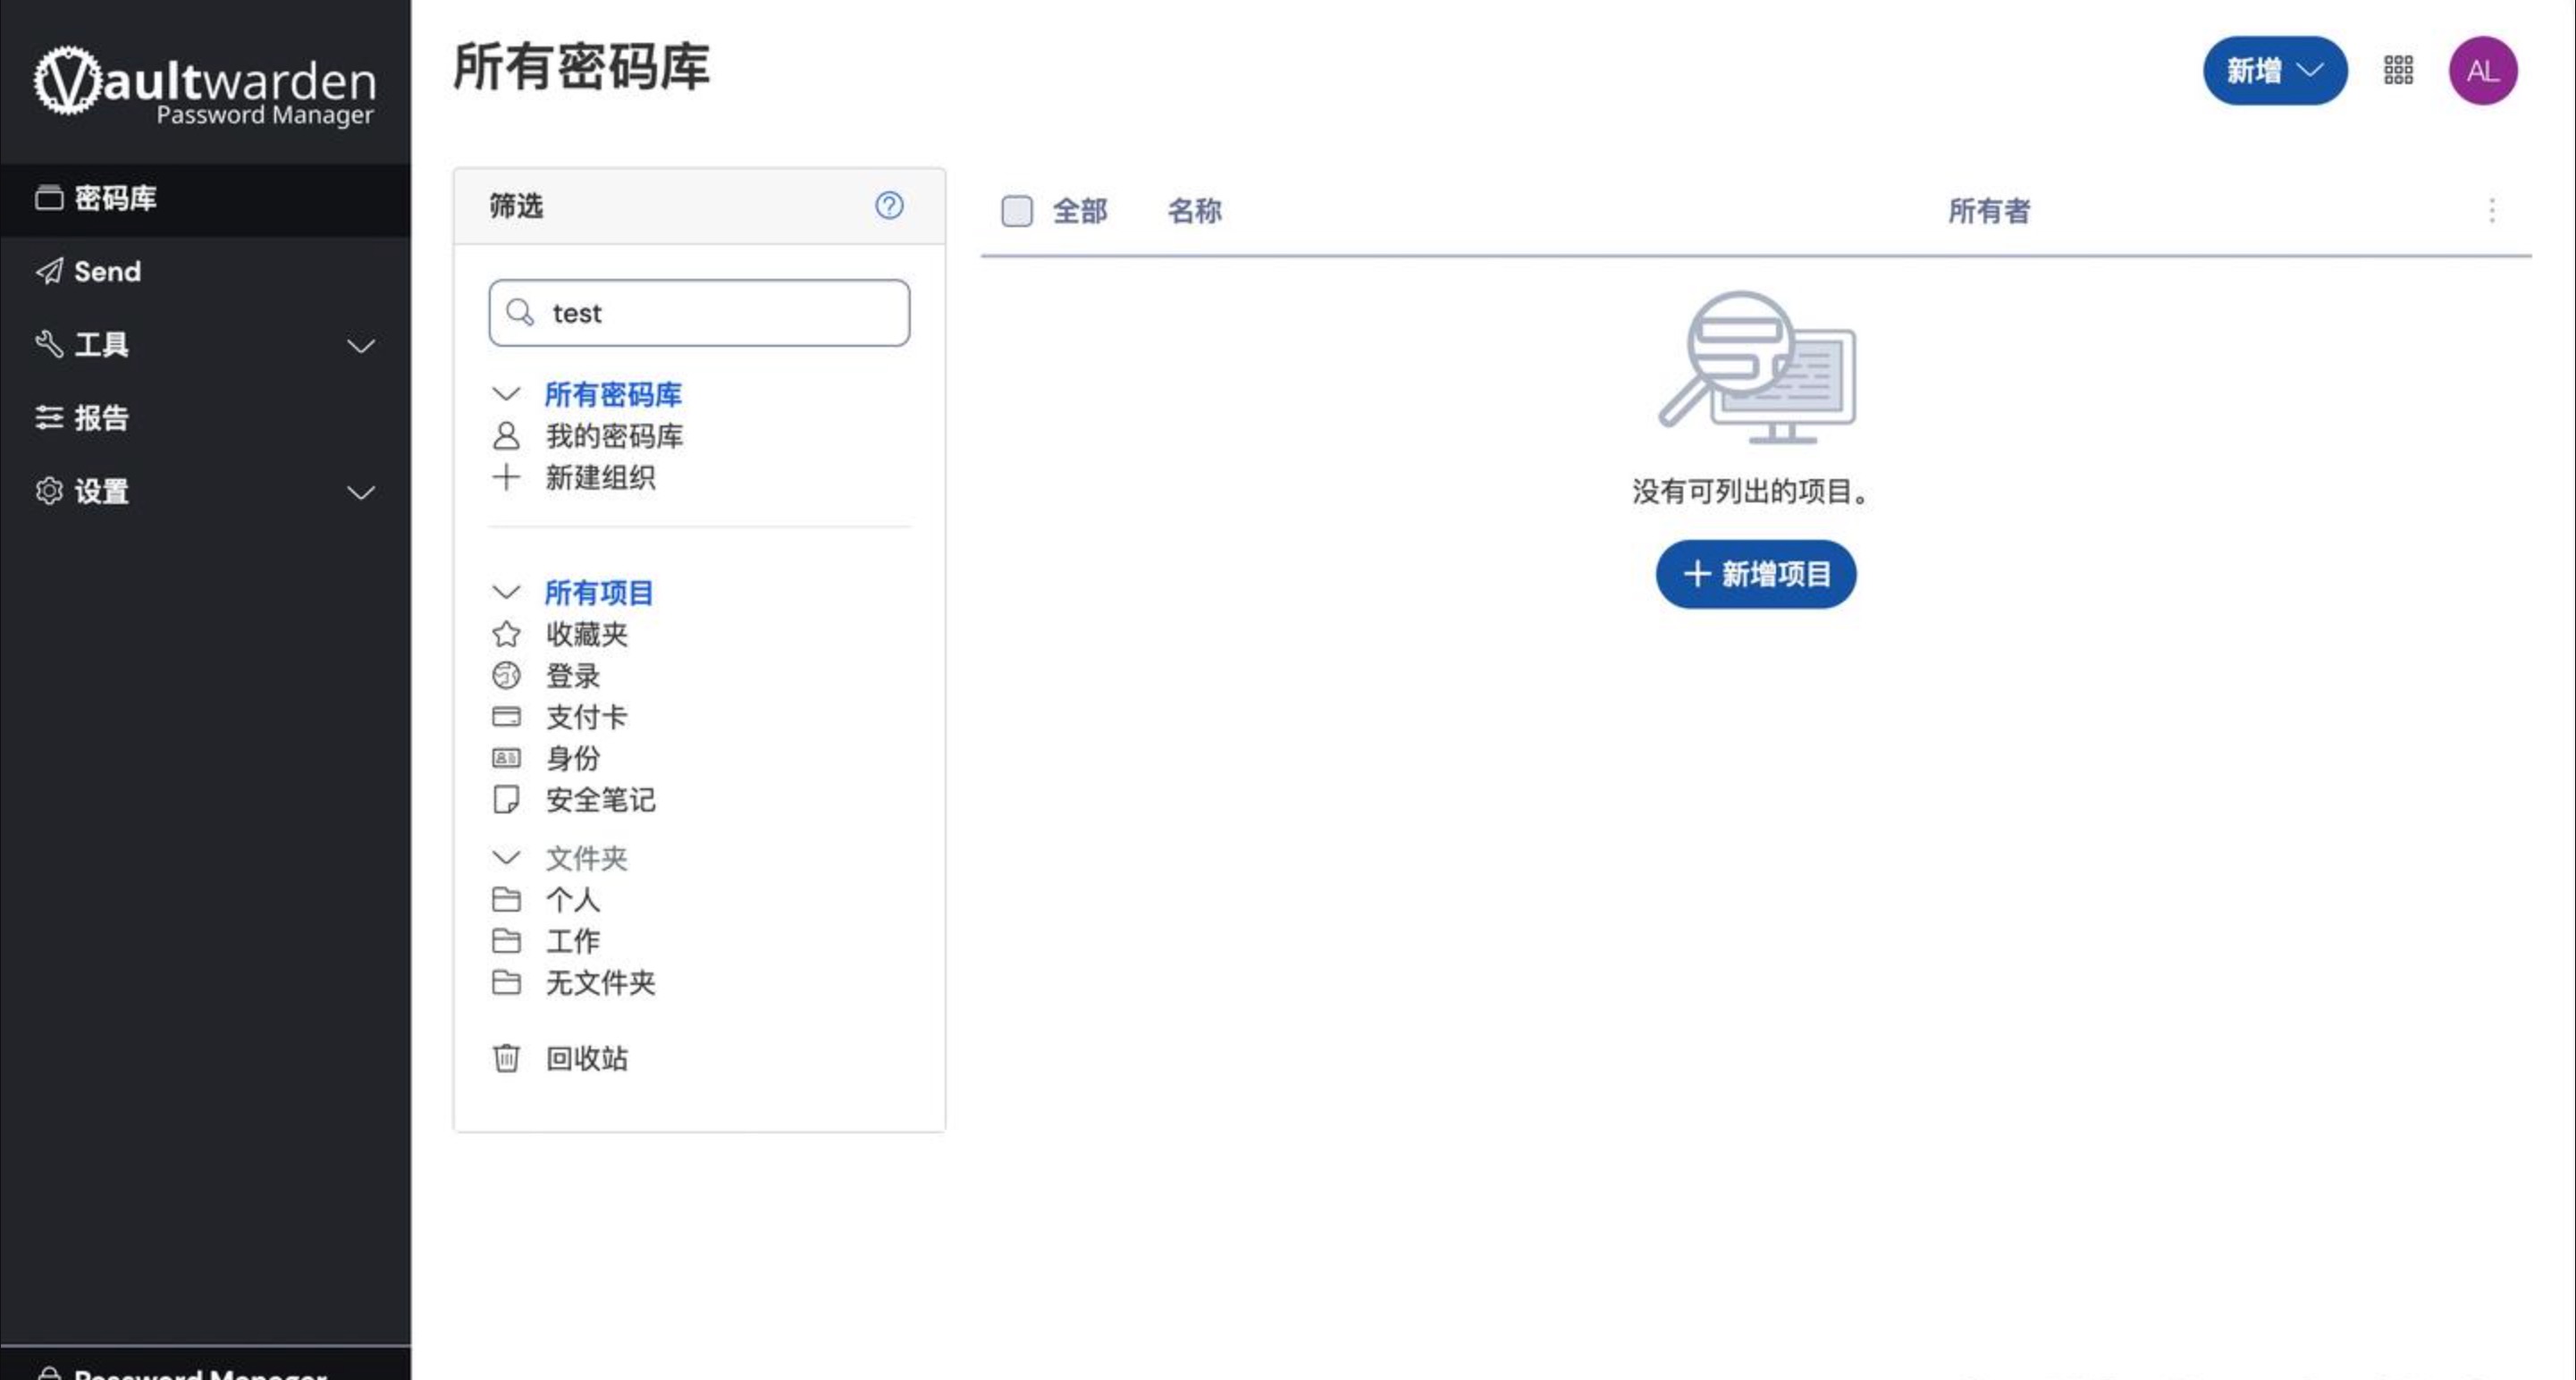 Vaultwarden
Password Manager
密码库
Send
工具
报告
设置
所有密码库
新增
AL
筛选
test
所有密码库
我的密码库
新建组织
所有项目
收藏夹
登录
支付卡
身份
安全笔记
文件夹
个人
工作
无文件夹
回收站
全部 名称 所有者
没有可列出的项目。
新增项目
Password Manager